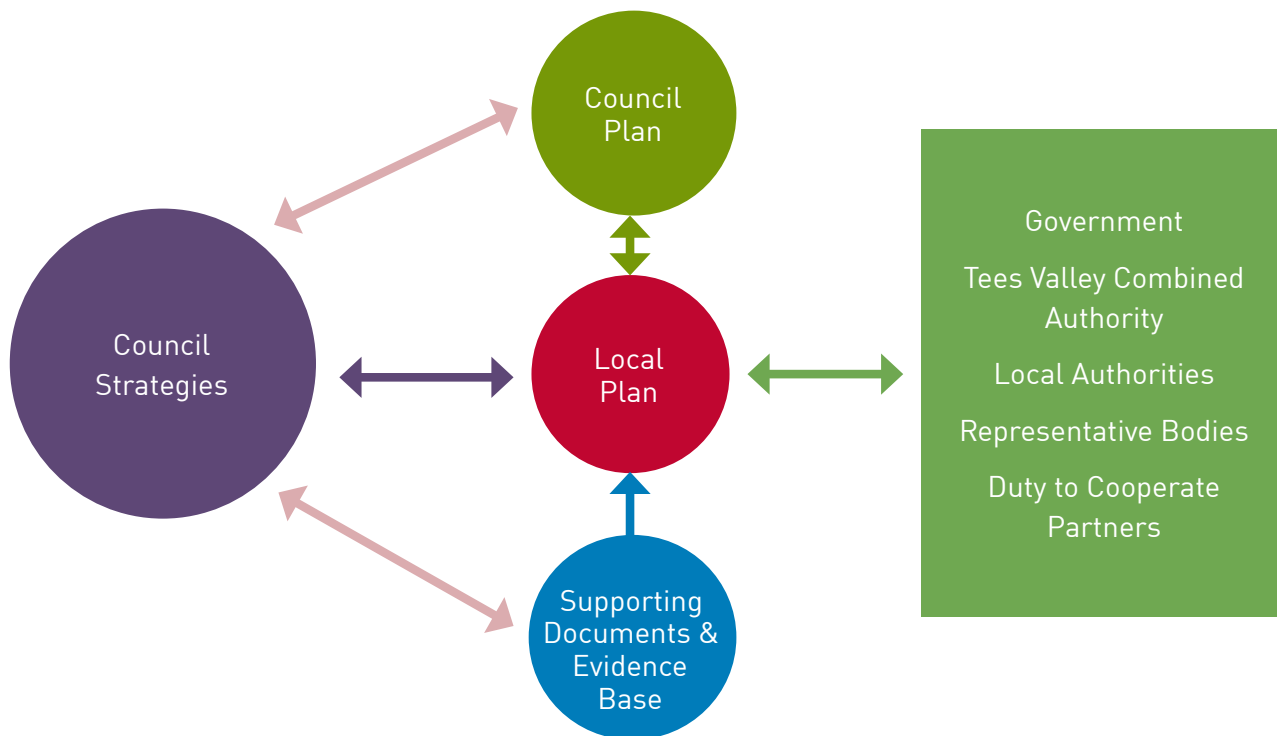 Council
Plan
Council
Strategies
Local
Plan
Supporting
Documents &
Evidence
Base
Government
Tees Valley Combined
Authority
Local Authorities
Representative Bodies
Duty to Cooperate
Partners